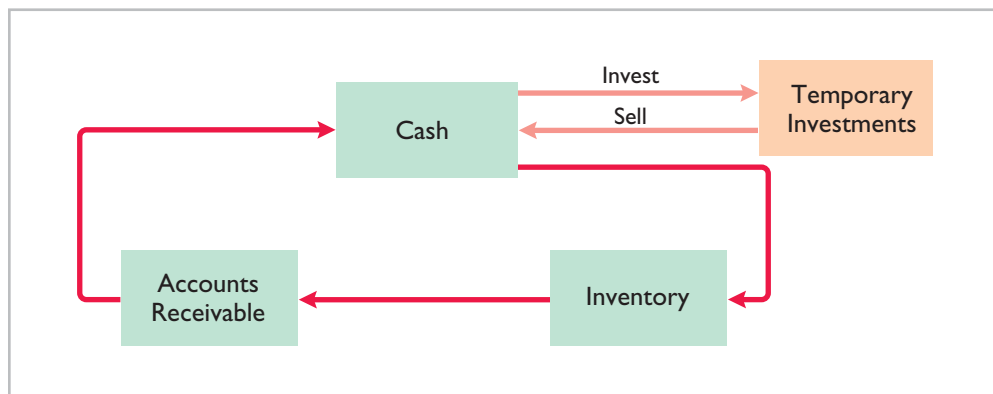 Invest
Temporary
Investments
Cash
Sell
Accounts
Receivable
Inventory